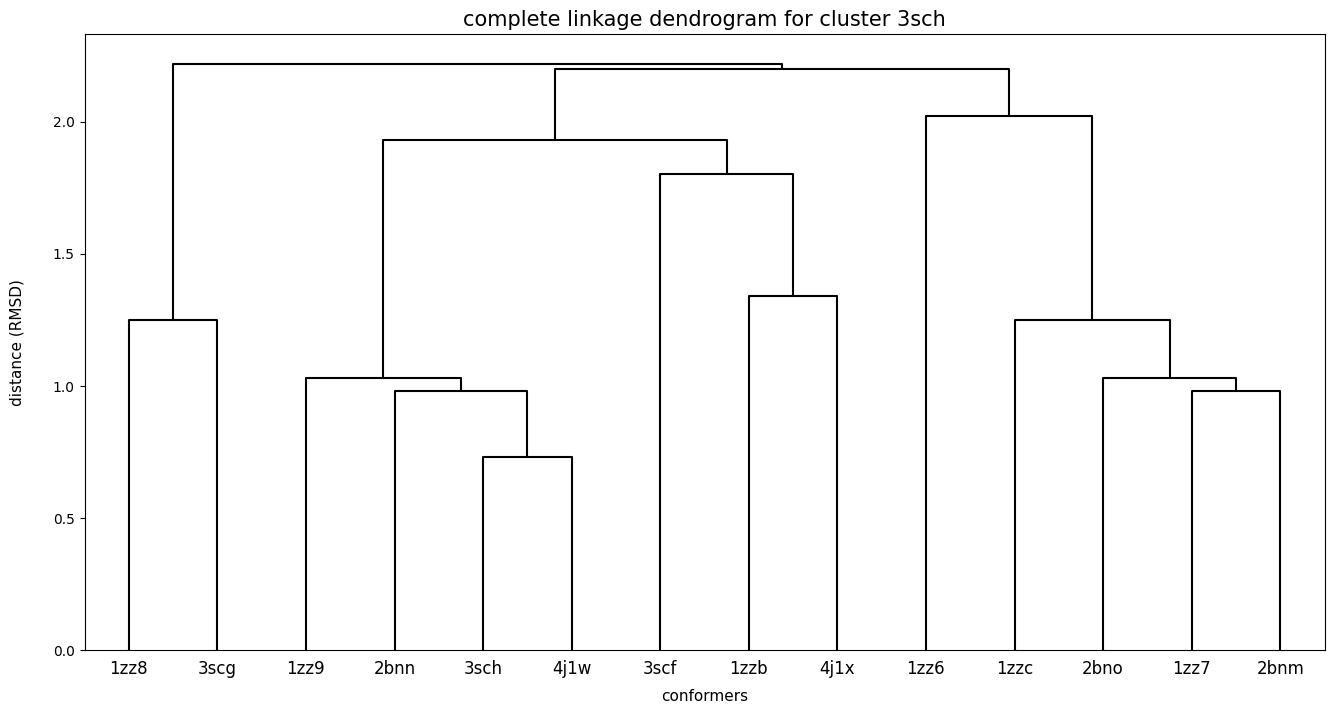 complete linkage dendrogram for cluster 3sch
distance (RMSD)
2.0
1.5
1.0
0.5
0.0
1zz8 3scg 1zz9 2bnn 3sch 4j1w 3scf 1zzb 4j1x 1zz6 1zzc 2bno 1zz7 2bnm
conformers